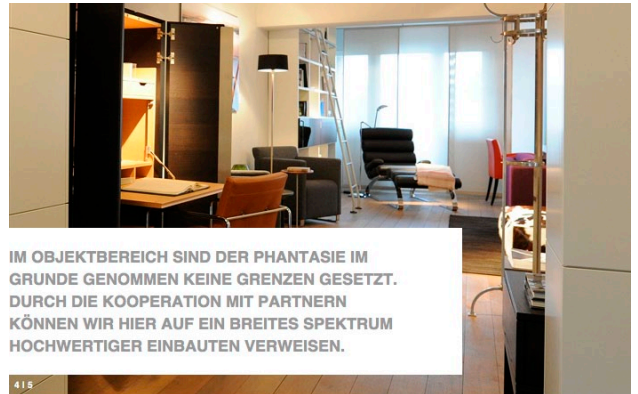 IM OBJEKTBEREICH SIND DER PHANTASIE IM
GRUNDE GENOMMEN KEINE GRENZEN GESETZT.
DURCH DIE KOOPERATION MIT PARTNERN
KÖNNEN WIR HIER AUF EIN BREITES SPEKTRUM
HOCHWERTIGER EINBAUTEN VERWEISEN.
4 | 5